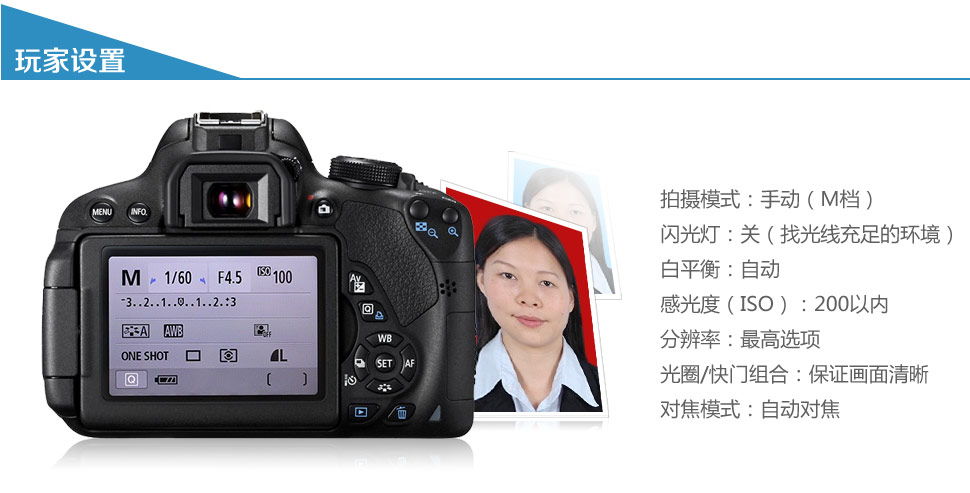 玩家设置
MENU
INFO.
M 1/60 F4.5 ISO 100
-3..2..1..0..1..2.:+3
A AWB OFF
ONE SHOT L
Q ( )
Av
Q
WB
SET AF
拍摄模式：手动（M档）
闪光灯：关（找光线充足的环境）
白平衡：自动
感光度（ISO）：200以内
分辨率：最高选项
光圈/快门组合：保证画面清晰
对焦模式：自动对焦